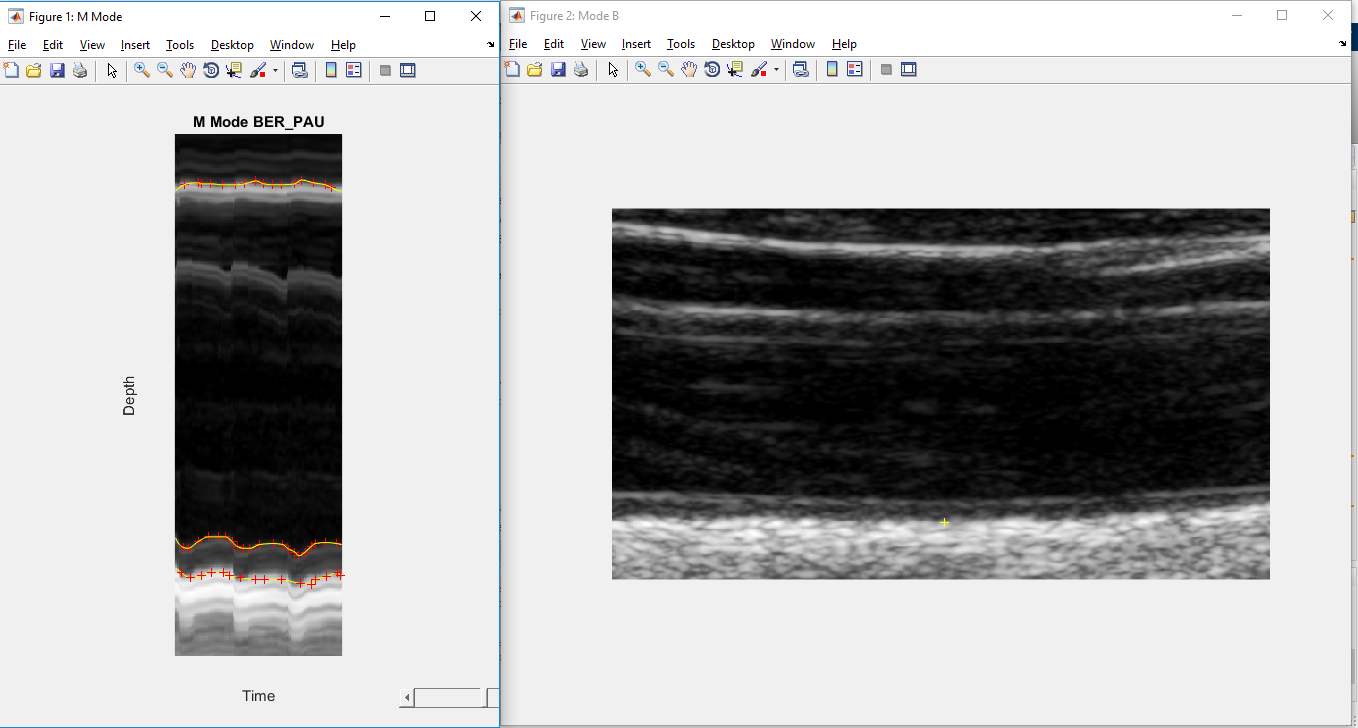 Figure 1: M Mode
File Edit View Insert Tools Desktop Window Help
M Mode BER_PAU
Depth
Time
Figure 2: Mode B
File Edit View Insert Tools Desktop Window Help